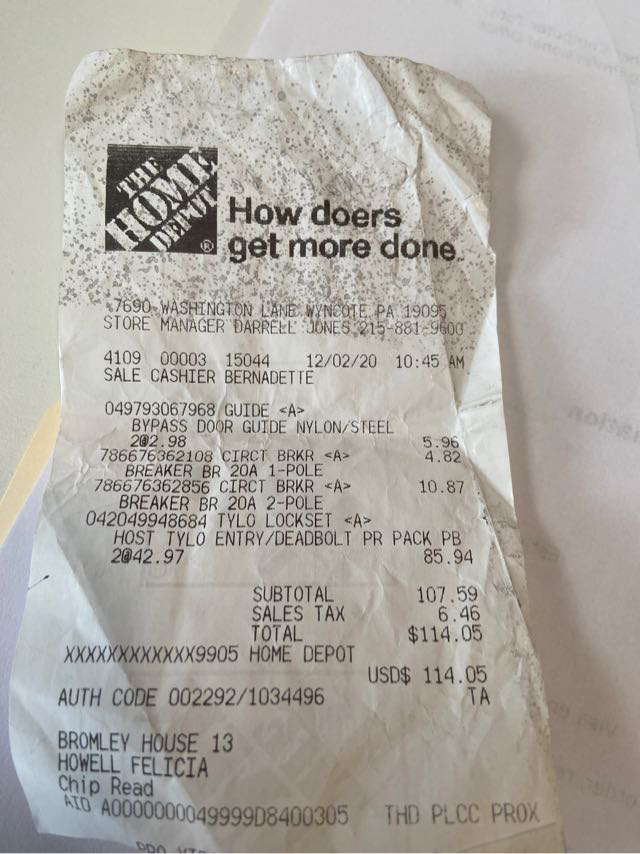 THE
HOME
DEPOT
®
How doers
get more done.
7690 WASHINGTON LANE WYNCOTE,PA 19095
STORE MANAGER DARRELL JONES 215-881-9600
4109 00003 15044 12/02/20 10:45 AM
SALE CASHIER BERNADETTE
049793067968 GUIDE <A>
BYPASS DOOR GUIDE NYLON/STEEL
2@2.98 5.96
786676362108 CIRCT BRKR <A> 4.82
BREAKER BR 20A 1-POLE
786676362856 CIRCT BRKR <A> 10.87
BREAKER BR 20A 2-POLE
042049948684 TYLO LOCKSET <A>
HOST TYLO ENTRY/DEADBOLT PR PACK PB
2@42.97 85.94
SUBTOTAL 107.59
SALES TAX 6.46
TOTAL $114.05
XXXXXXXXXXXX9905 HOME DEPOT
USD$ 114.05
AUTH CODE 002292/1034496 TA
BROMLEY HOUSE 13
HOWELL FELICIA
Chip Read
AID A0000000049999D8400305 THD PLCC PROX